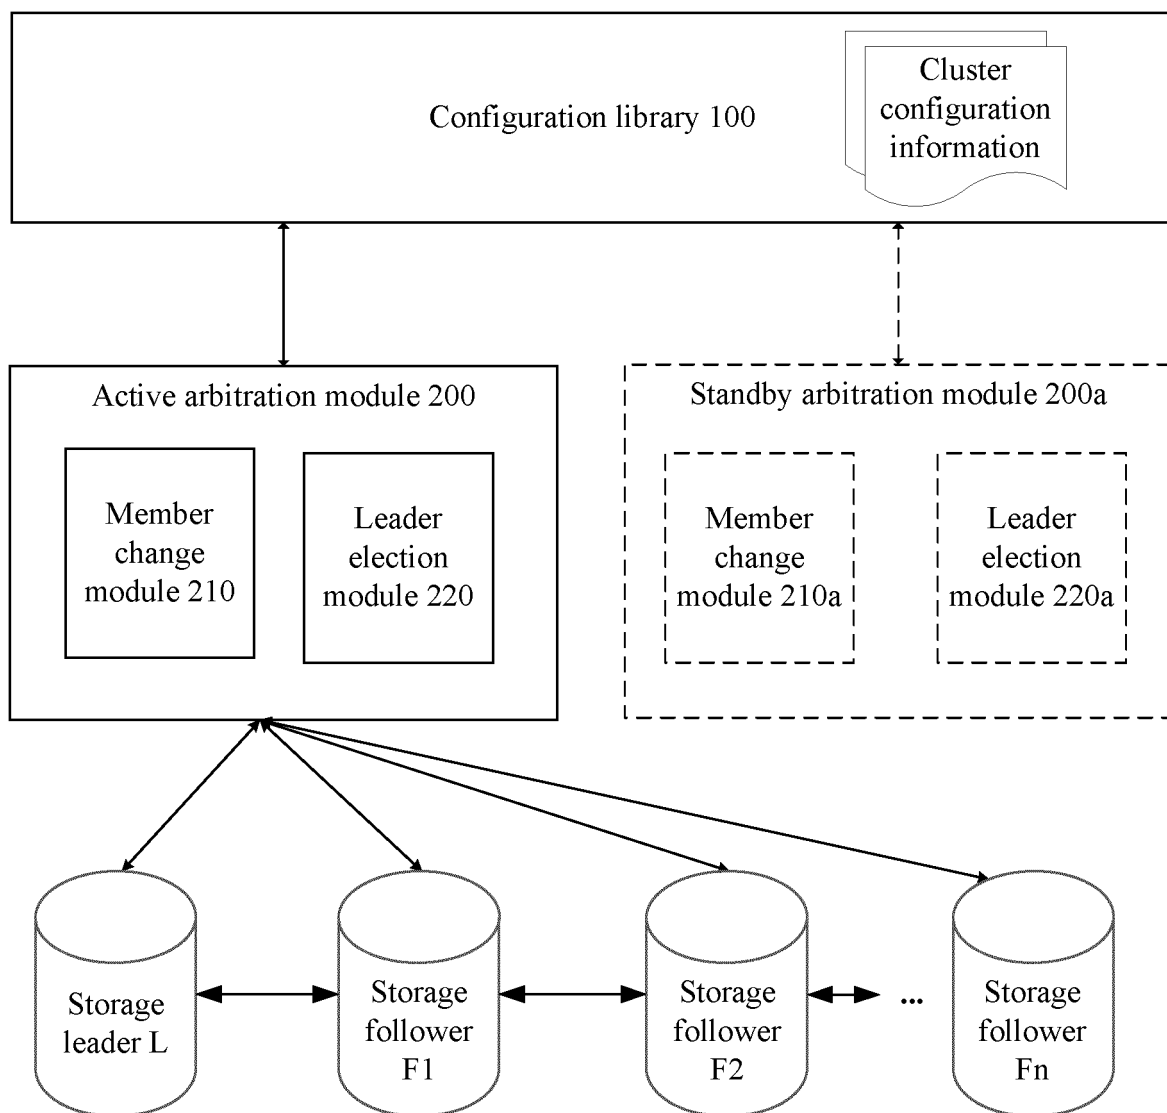 Configuration library 100
Cluster
configuration
information
Active arbitration module 200
Member
change
module 210
Leader
election
module 220
Standby arbitration module 200a
Member
change
module 210a
Leader
election
module 220a
Storage
leader L
Storage
follower
F1
Storage
follower
F2
...
Storage
follower
Fn